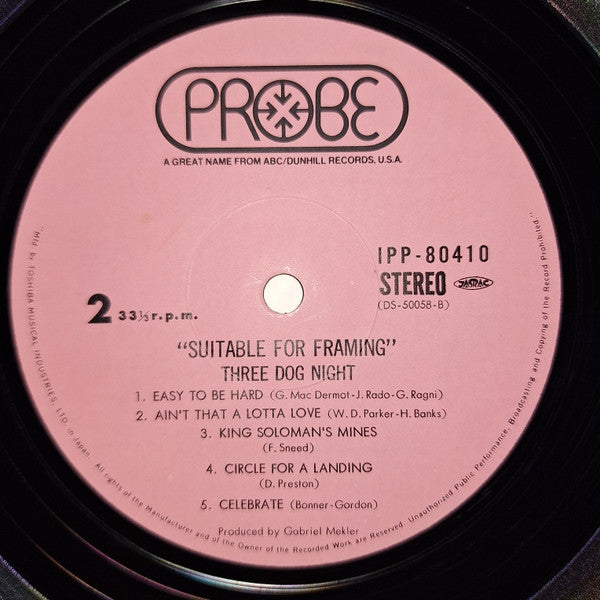 PROBE
A GREAT NAME FROM ABC/DUNHILL RECORDS, U.S.A.
IPP-80410
STEREO JASRAC
(DS-50058-B)
2 33⅓ r.p.m.
"SUITABLE FOR FRAMING"
THREE DOG NIGHT
1. EASY TO BE HARD (G. Mac Dermot-J. Rado-G. Ragni)
2. AIN'T THAT A LOTTA LOVE (W. D. Parker-H. Banks)
3. KING SOLOMAN'S MINES
(F. Sneed)
4. CIRCLE FOR A LANDING
(D. Preston)
5. CELEBRATE (Bonner-Gordon)
Produced by Gabriel Mekler
"Mfd. by TOSHIBA MUSICAL INDUSTRIES, LTD. in Japan. All rights of the Manufacturer and of the Owner of the Recorded Work are Reserved. Unauthorized Public Performance, Broadcasting and Copying of the Record Prohibited."